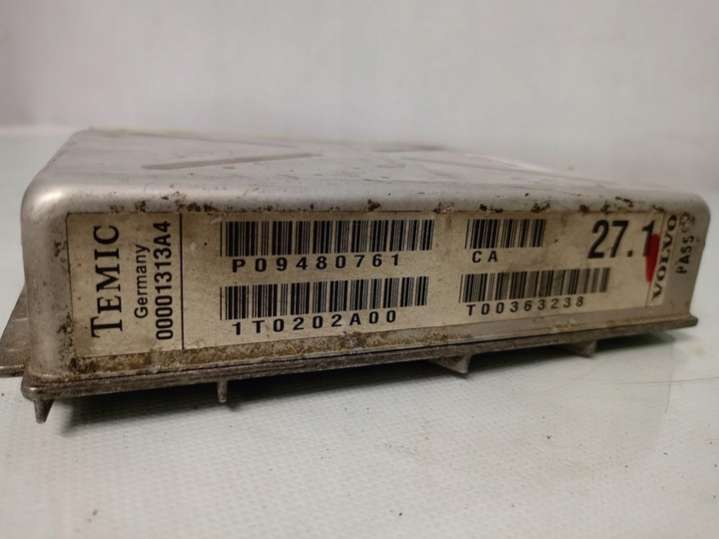 TEMIC
Germany
00001313A4
P09480761
1T0202A00
CA
T00363238
27.1
VOLVO
PASS